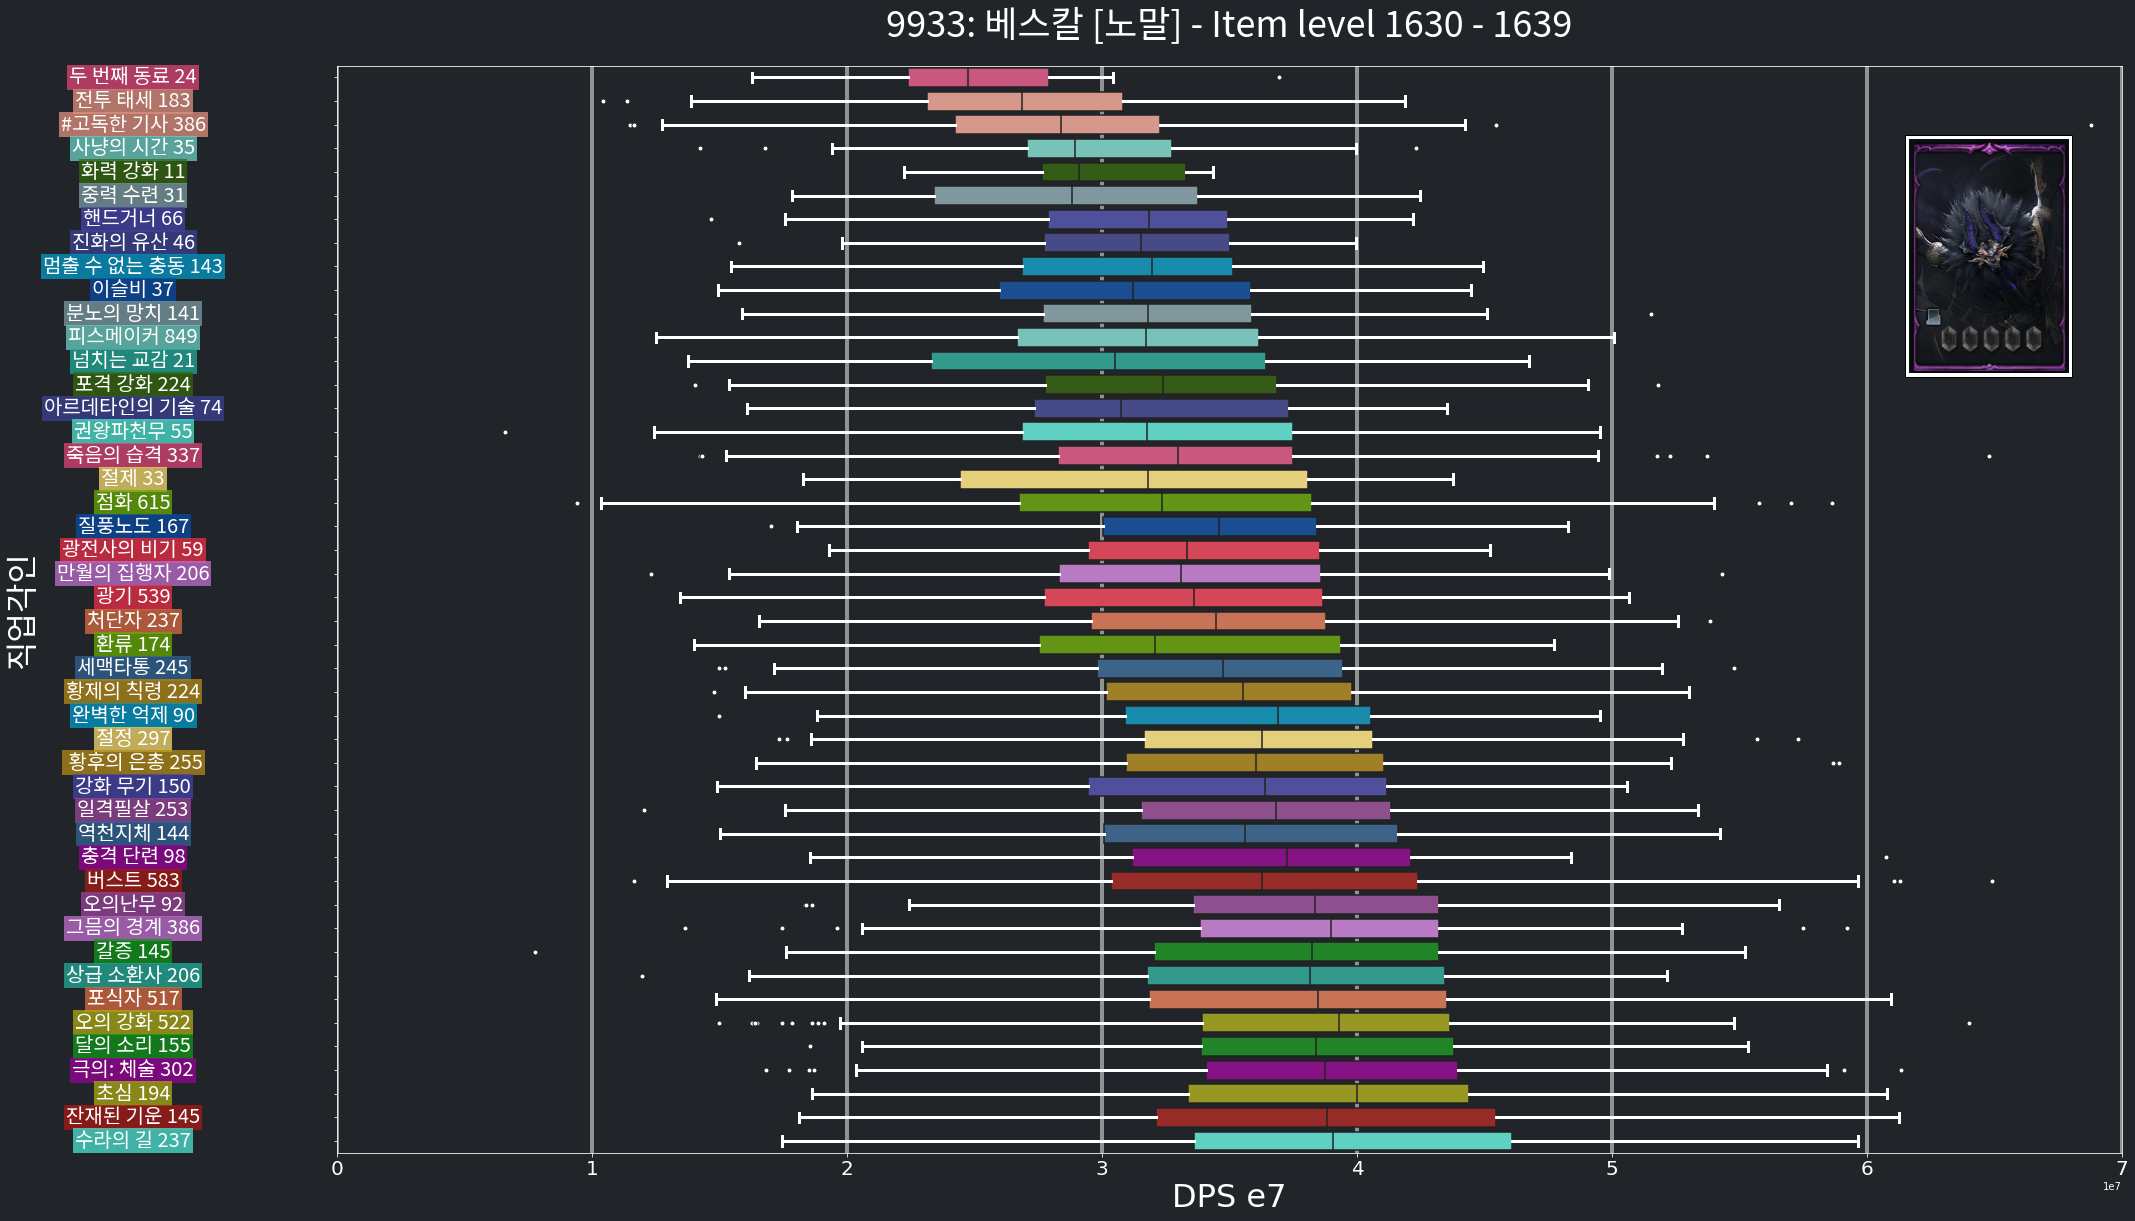 9933: 베스칼 [노말] - Item level 1630 - 1639
두 번째 동료 24
전투 태세 183
#고독한 기사 386
사냥의 시간 35
화력 강화 11
중력 수련 31
핸드거너 66
진화의 유산 46
멈출 수 없는 충동 143
이슬비 37
분노의 망치 141
피스메이커 849
넘치는 교감 21
포격 강화 224
아르데타인의 기술 74
권왕파천무 55
죽음의 습격 337
절제 33
점화 615
질풍노도 167
광전사의 비기 59
만월의 집행자 206
광기 539
처단자 237
환류 174
세맥타통 245
황제의 칙령 224
완벽한 억제 90
절정 297
황후의 은총 255
강화 무기 150
일격필살 253
역천지체 144
충격 단련 98
버스트 583
오의난무 92
그믐의 경계 386
갈증 145
상급 소환사 206
포식자 517
오의 강화 522
달의 소리 155
극의: 체술 302
초심 194
잔재된 기운 145
수라의 길 237
직업각인
0 1 2 3 4 5 6 7
1e7
DPS e7